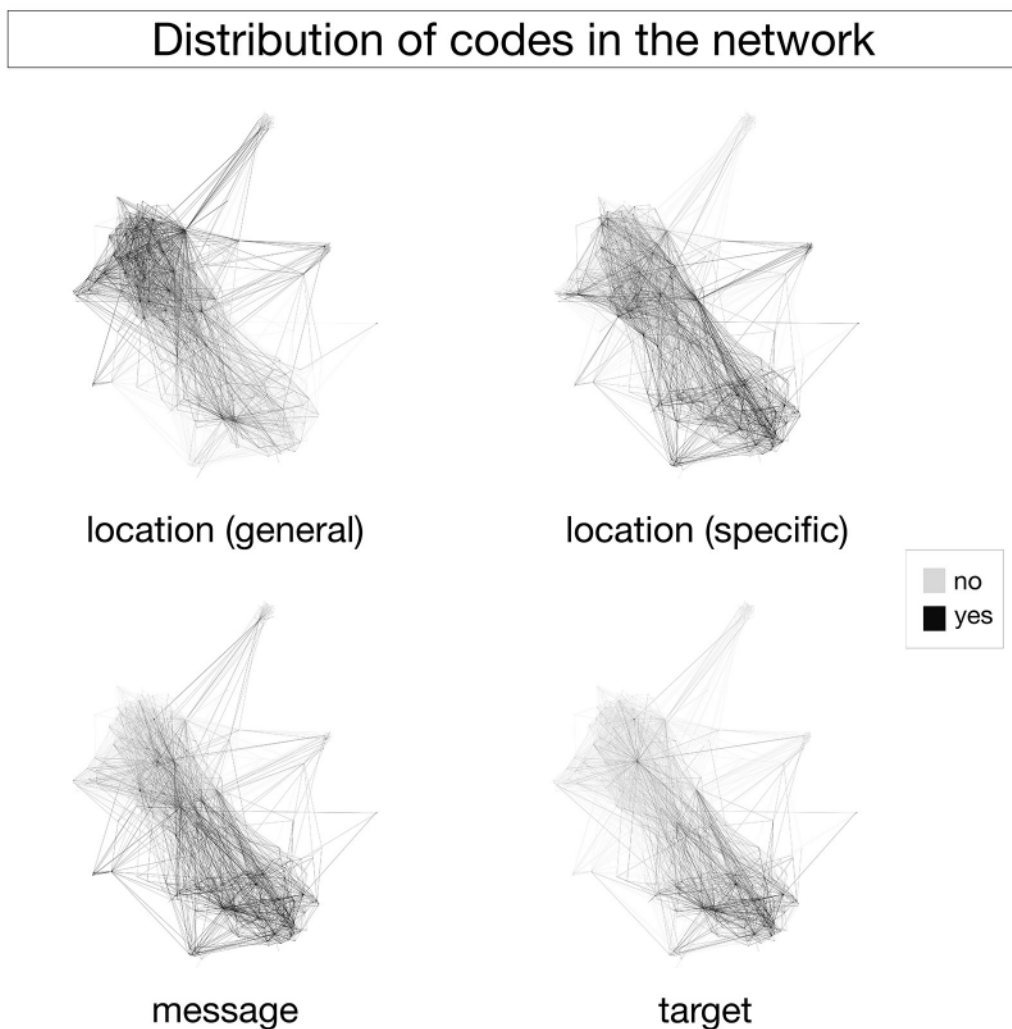 Distribution of codes in the network
location (general)
location (specific)
no
yes
message
target